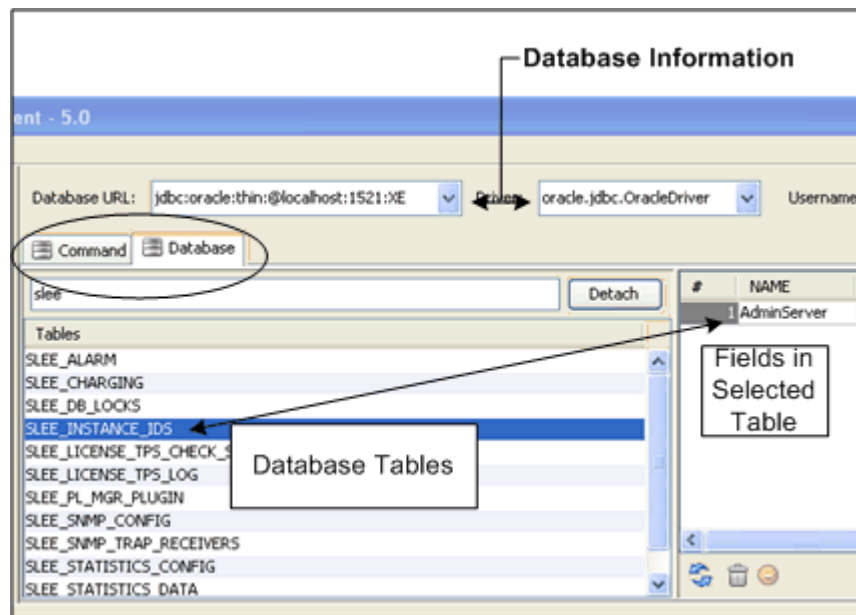 Database Information
ent - 5.0
Database URL: jdbc:oracle:thin:@localhost:1521:XE Driver: oracle.jdbc.OracleDriver Username
Command Database
slee Detach
# NAME
1 AdminServer
Tables
SLEE_ALARM
SLEE_CHARGING
SLEE_DB_LOCKS
SLEE_INSTANCE_IDS
SLEE_LICENSE_TPS_CHECK_S
SLEE_LICENSE_TPS_LOG
SLEE_PL_MGR_PLUGIN
SLEE_SNMP_CONFIG
SLEE_SNMP_TRAP_RECEIVERS
SLEE_STATISTICS_CONFIG
SLEE_STATISTICS_DATA
Database Tables
Fields in
Selected
Table